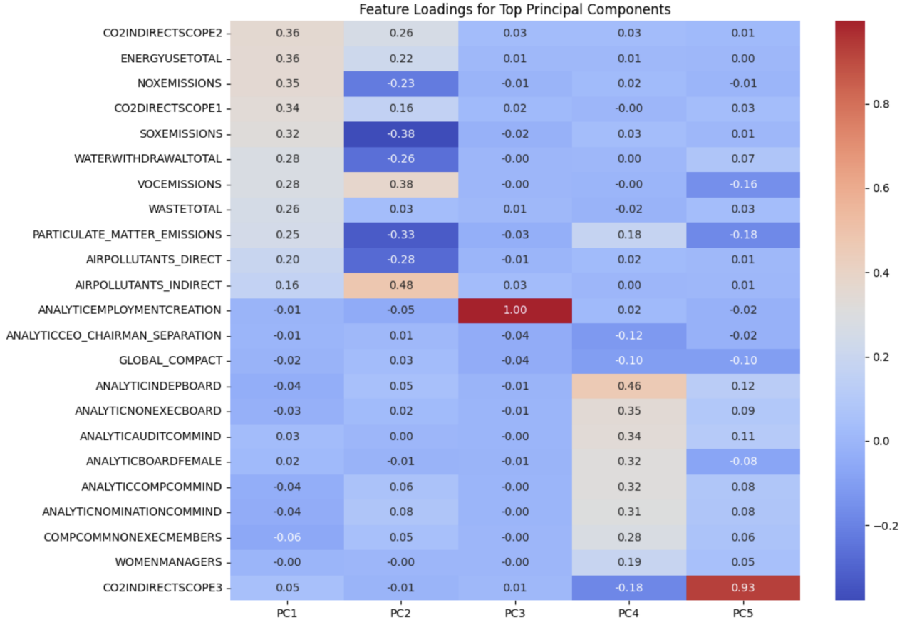 Feature Loadings for Top Principal Components
CO2INDIRECTSCOPE2 0.36 0.26 0.03 0.03 0.01
ENERGYUSETOTAL 0.36 0.22 0.01 0.01 0.00
NOXEMISSIONS 0.35 -0.23 -0.01 0.02 -0.01
CO2DIRECTSCOPE1 0.34 0.16 0.02 -0.00 0.03
SOXEMISSIONS 0.32 -0.38 -0.02 0.03 0.01
WATERWITHDRAWALTOTAL 0.28 -0.26 -0.00 0.00 0.07
VOCEMISSIONS 0.28 0.38 -0.00 -0.00 -0.16
WASTETOTAL 0.26 0.03 0.01 -0.02 0.03
PARTICULATE_MATTER_EMISSIONS 0.25 -0.33 -0.03 0.18 -0.18
AIRPOLLUTANTS_DIRECT 0.20 -0.28 -0.01 0.02 0.01
AIRPOLLUTANTS_INDIRECT 0.16 0.48 0.03 0.00 0.01
ANALYTICEMPLOYMENTCREATION -0.01 -0.05 1.00 0.02 -0.02
ANALYTICCEO_CHAIRMAN_SEPARATION -0.01 0.01 -0.04 -0.12 -0.02
GLOBAL_COMPACT -0.02 0.03 -0.04 -0.10 -0.10
ANALYTICINDEPBOARD -0.04 0.05 -0.01 0.46 0.12
ANALYTICNONEXECBOARD -0.03 0.02 -0.01 0.35 0.09
ANALYTICAUDITCOMMIND 0.03 0.00 -0.00 0.34 0.11
ANALYTICBOARDFEMALE 0.02 -0.01 -0.01 0.32 -0.08
ANALYTICCOMPCOMMIND -0.04 0.06 -0.00 0.32 0.08
ANALYTICNOMINATIONCOMMIND -0.04 0.08 -0.00 0.31 0.08
COMPCOMMNONEXECMEMBERS -0.06 0.05 -0.00 0.28 0.06
WOMENMANAGERS -0.00 -0.00 -0.00 0.19 0.05
CO2INDIRECTSCOPE3 0.05 -0.01 0.01 -0.18 0.93
PC1 PC2 PC3 PC4 PC5
0.8
0.6
0.4
0.2
0.0
−0.2